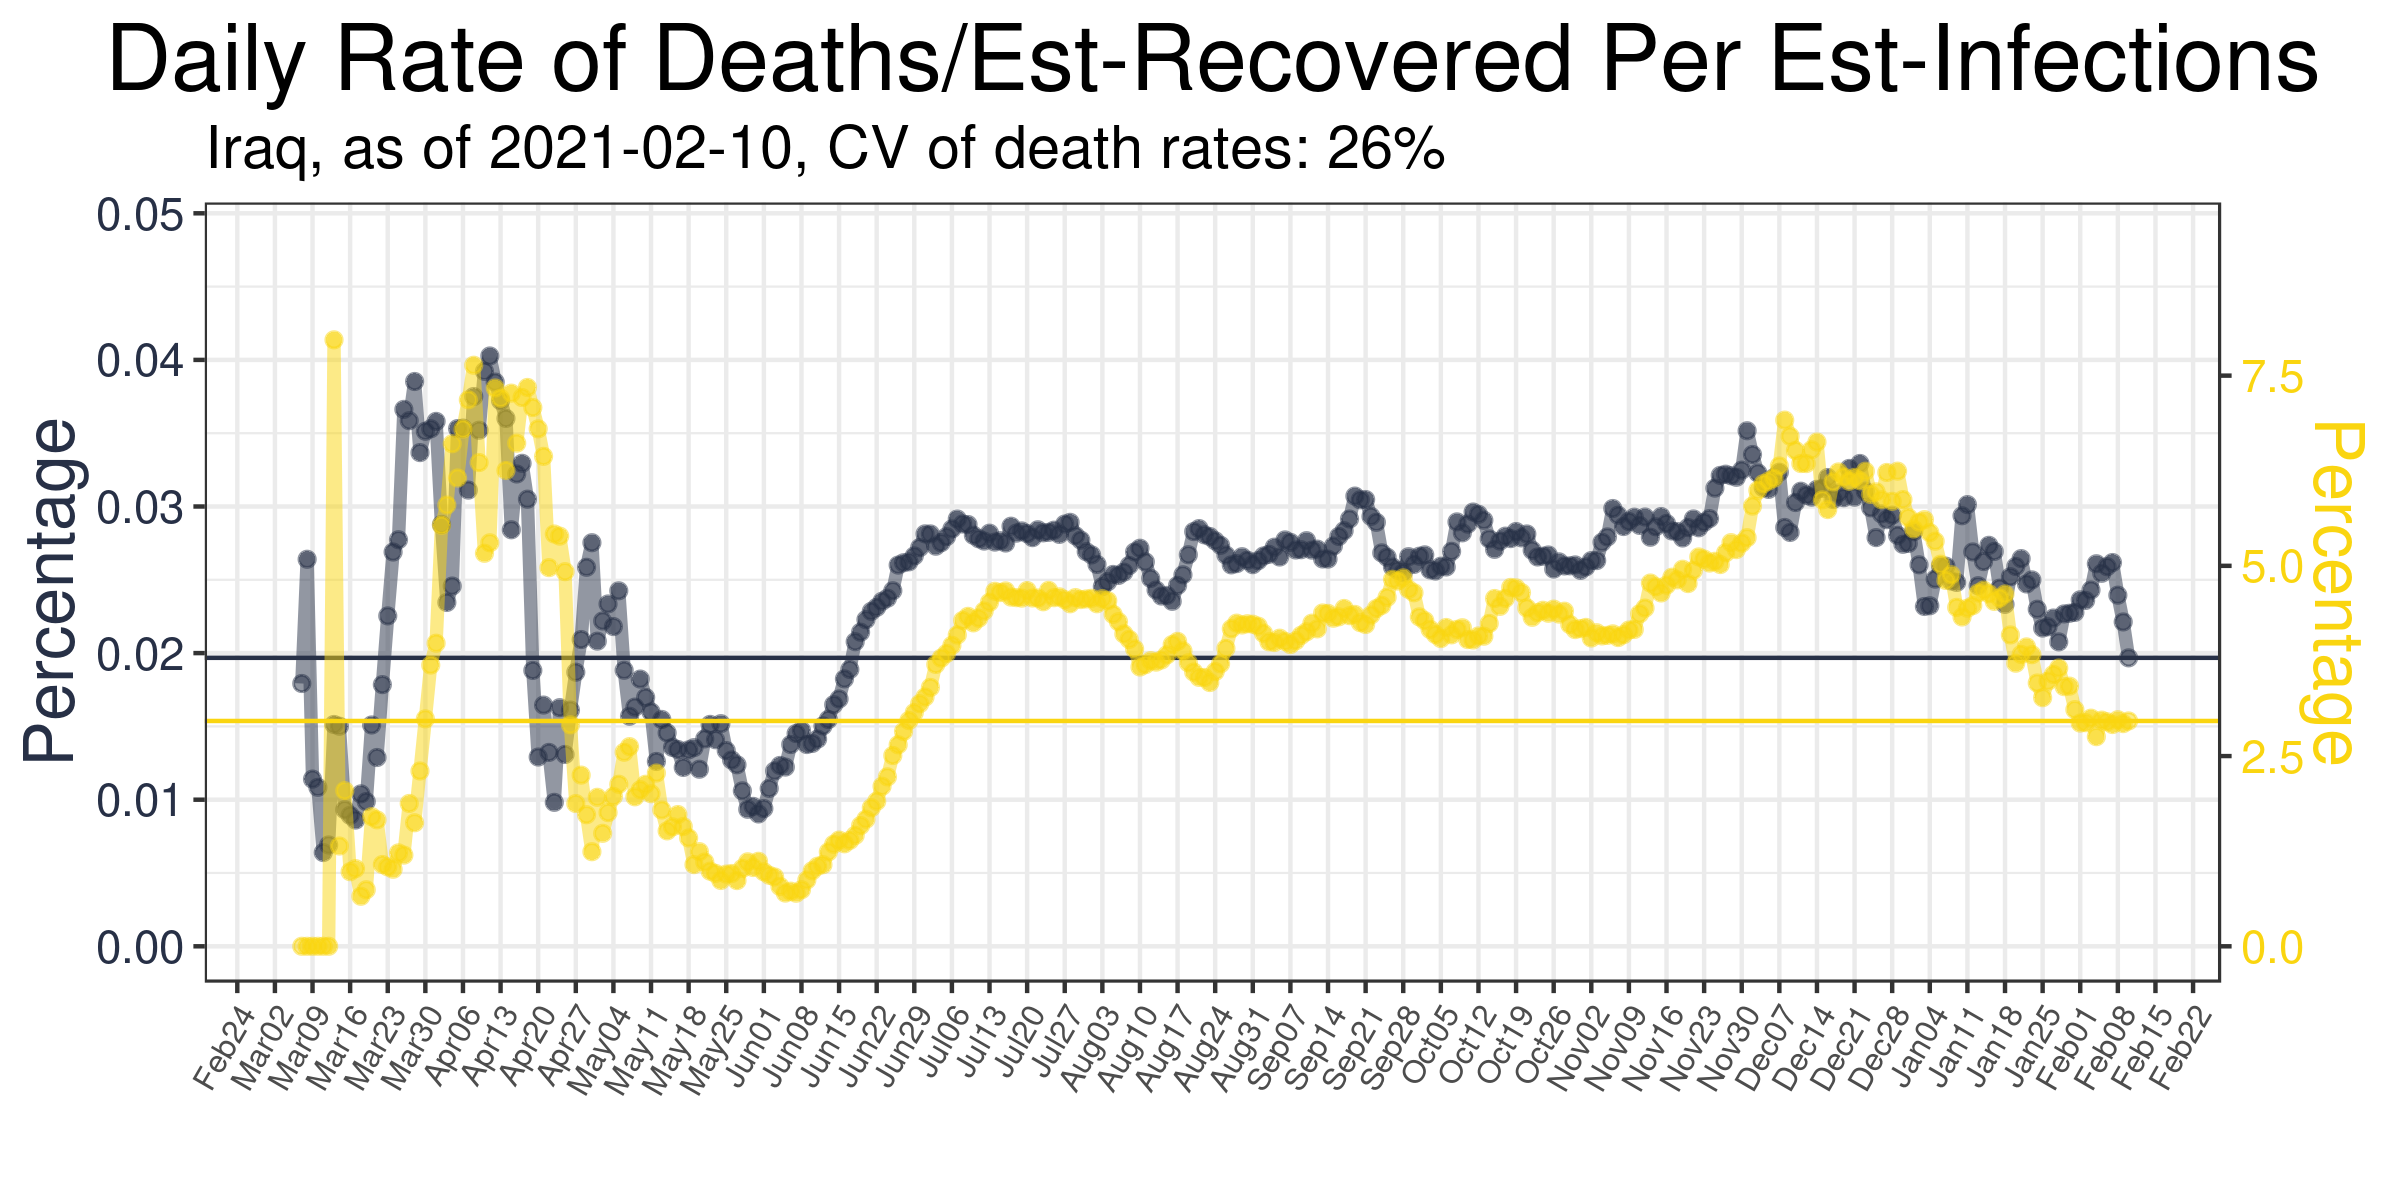 Daily Rate of Deaths/Est-Recovered Per Est-Infections
Iraq, as of 2021-02-10, CV of death rates: 26%
Percentage
0.05
0.04
0.03
0.02
0.01
0.00
7.5
5.0
2.5
0.0
Percentage
Feb24 Mar02 Mar09 Mar16 Mar23 Mar30 Apr06 Apr13 Apr20 Apr27 May04 May11 May18 May25 Jun01 Jun08 Jun15 Jun22 Jun29 Jul06 Jul13 Jul20 Jul27 Aug03 Aug10 Aug17 Aug24 Aug31 Sep07 Sep14 Sep21 Sep28 Oct05 Oct12 Oct19 Oct26 Nov02 Nov09 Nov16 Nov23 Nov30 Dec07 Dec14 Dec21 Dec28 Jan04 Jan11 Jan18 Jan25 Feb01 Feb08 Feb15 Feb22